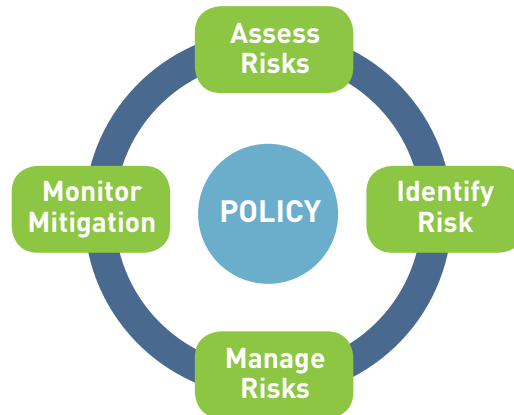 Assess
Risks
Monitor
Mitigation
POLICY
Identify
Risk
Manage
Risks